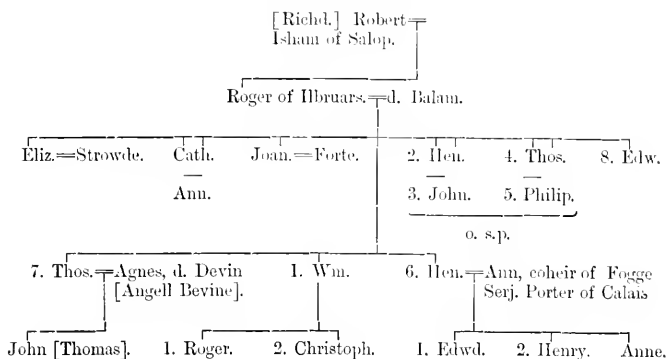 [Richd.] Robert=
Isham of Salop.
Roger of Ilbruars.=d. Balam.
Eliz.=Strowde. Cath. Joan.=Forte. 2. Hen. 4. Thos. 8. Edw.
Ann. 3. John. 5. Philip.
o. s.p.
7. Thos.=Agnes, d. Devin 1. Wm. 6. Hen.=Ann, coheir of Fogge
[Angell Bevine]. Serj. Porter of Calais
John [Thomas]. 1. Roger. 2. Christoph. 1. Edwd. 2. Henry. Anne.